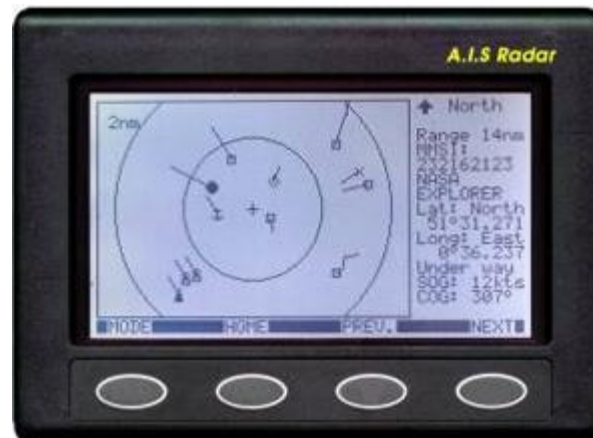 A.I.S Radar
2nm
North
Range 14nm
MMSI:
232162123
NASA
EXPLORER
Lat: North
51°31.271
Long: East
0°36.237
Under way
SOG: 12kts
COG: 307°
MODE HOME PREV. NEXT